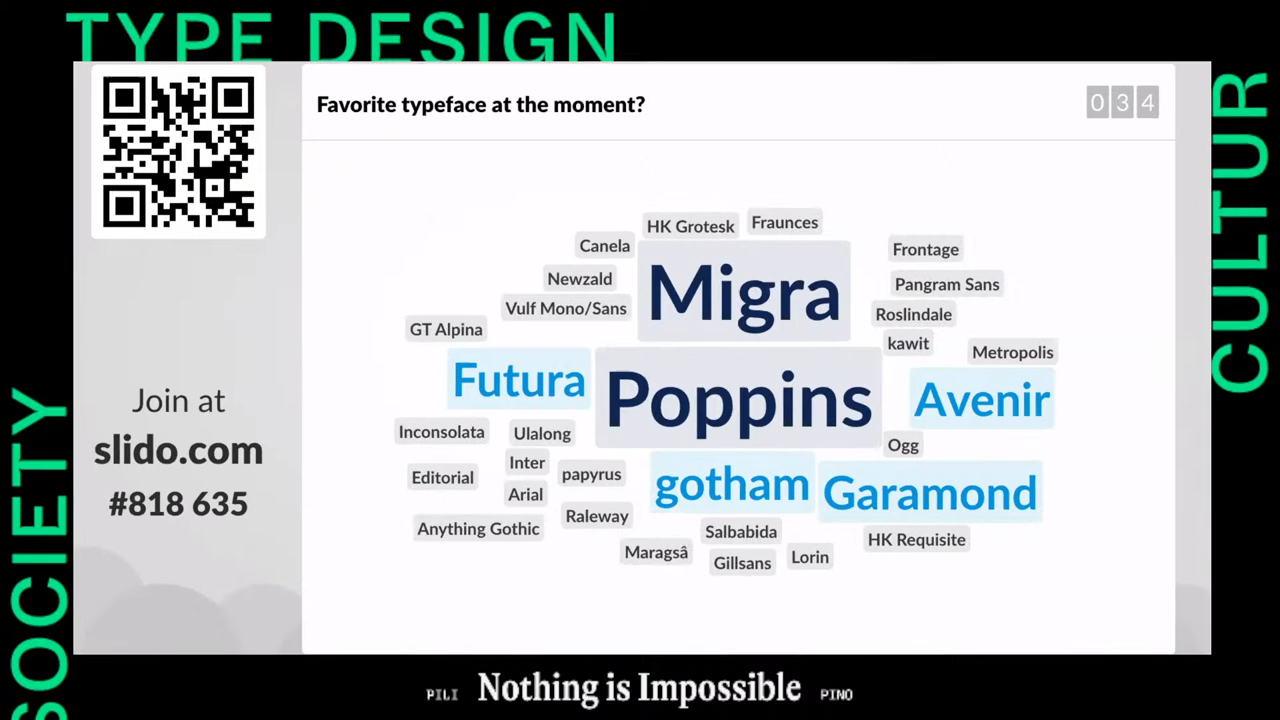 TYPE DESIGN
CULTUR
SOCIETY
Join at
slido.com
#818 635
Favorite typeface at the moment?
034
HK Grotesk
Fraunces
Canela
Frontage
Newzald
Migra
Pangram Sans
Vulf Mono/Sans
Roslindale
GT Alpina
kawit
Metropolis
Futura
Poppins
Avenir
Inconsolata
Ulalong
Ogg
Inter
Editorial
papyrus
gotham
Garamond
Arial
Raleway
Anything Gothic
Salbabida
HK Requisite
Maragsâ
Gillsans
Lorin
PILI Nothing is Impossible PINO